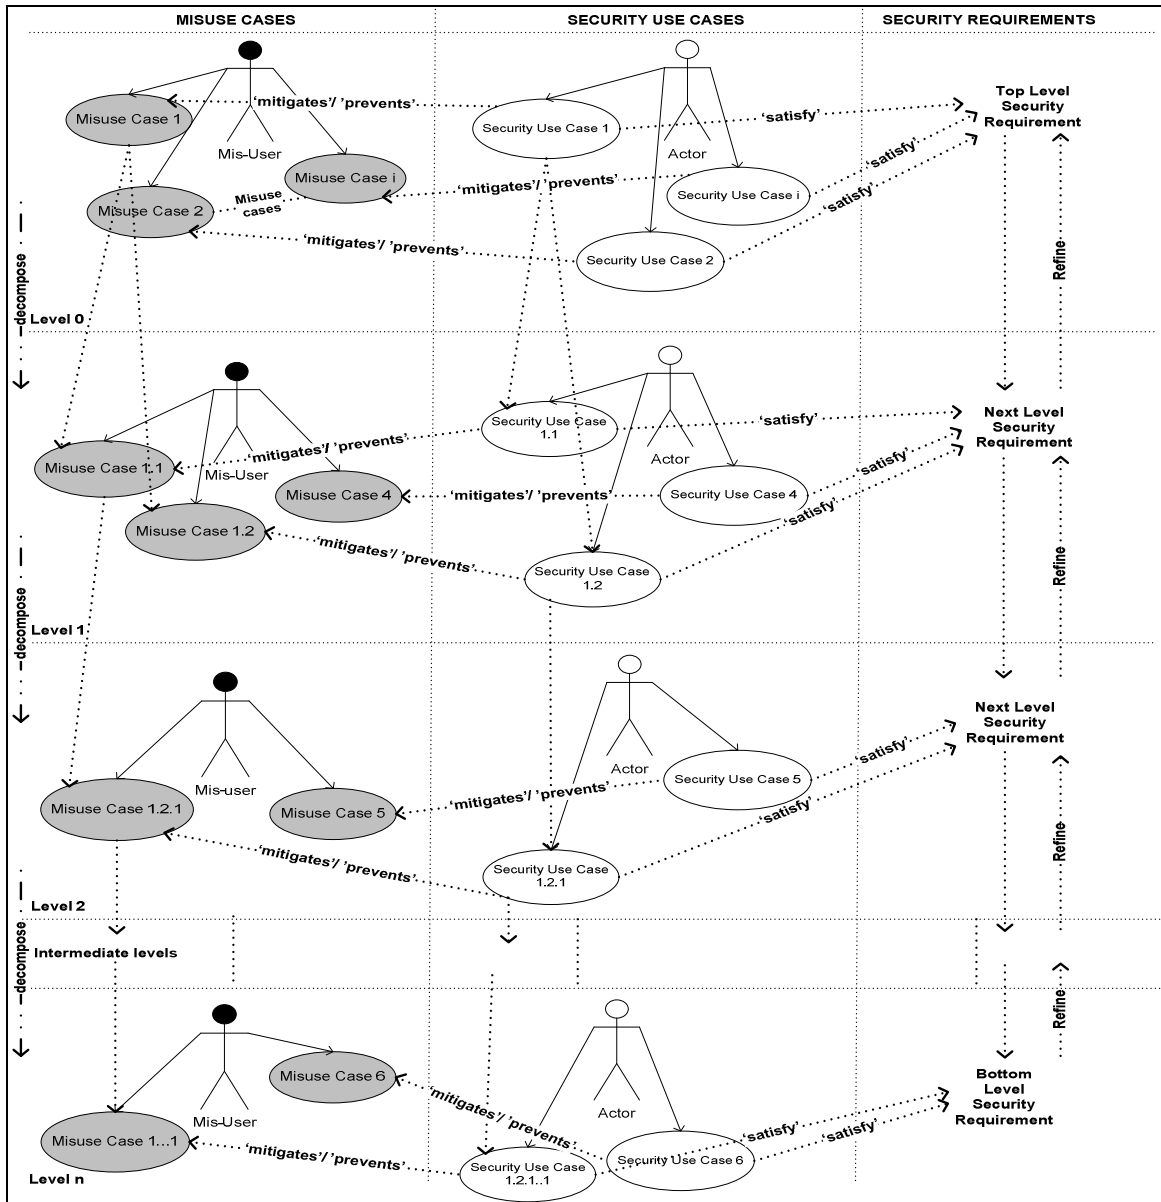 MISUSE CASES
SECURITY USE CASES
SECURITY REQUIREMENTS
Misuse Case 1
Mis-User
Misuse Case i
Misuse Case 2
Misuse
cases
'mitigates'/ 'prevents'
'mitigates'/ 'prevents'
'mitigates'/ 'prevents'
Security Use Case 1
Actor
Security Use Case i
Security Use Case 2
'satisfy'
'satisfy'
'satisfy'
Top Level
Security
Requirement
Refine
decompose
Level 0
Misuse Case 1.1
Mis-User
Misuse Case 4
Misuse Case 1.2
'mitigates'/ 'prevents'
'mitigates'/ 'prevents'
'mitigates'/ 'prevents'
Security Use Case
1.1
Actor
Security Use Case 4
Security Use Case
1.2
'satisfy'
'satisfy'
'satisfy'
Next Level
Security
Requirement
Refine
decompose
Level 1
Misuse Case 1.2.1
Mis-user
Misuse Case 5
'mitigates'/ 'prevents'
'mitigates'/ 'prevents'
Actor
Security Use Case 5
Security Use Case
1.2.1
'satisfy'
'satisfy'
Next Level
Security
Requirement
Refine
decompose
Level 2
Intermediate levels
Misuse Case 6
Mis-User
Misuse Case 1...1
'mitigates'/ 'prevents'
'mitigates'/ 'prevents'
Actor
Security Use Case 6
Security Use Case
1.2.1..1
'satisfy'
'satisfy'
Bottom
Level
Security
Requirement
Refine
Level n